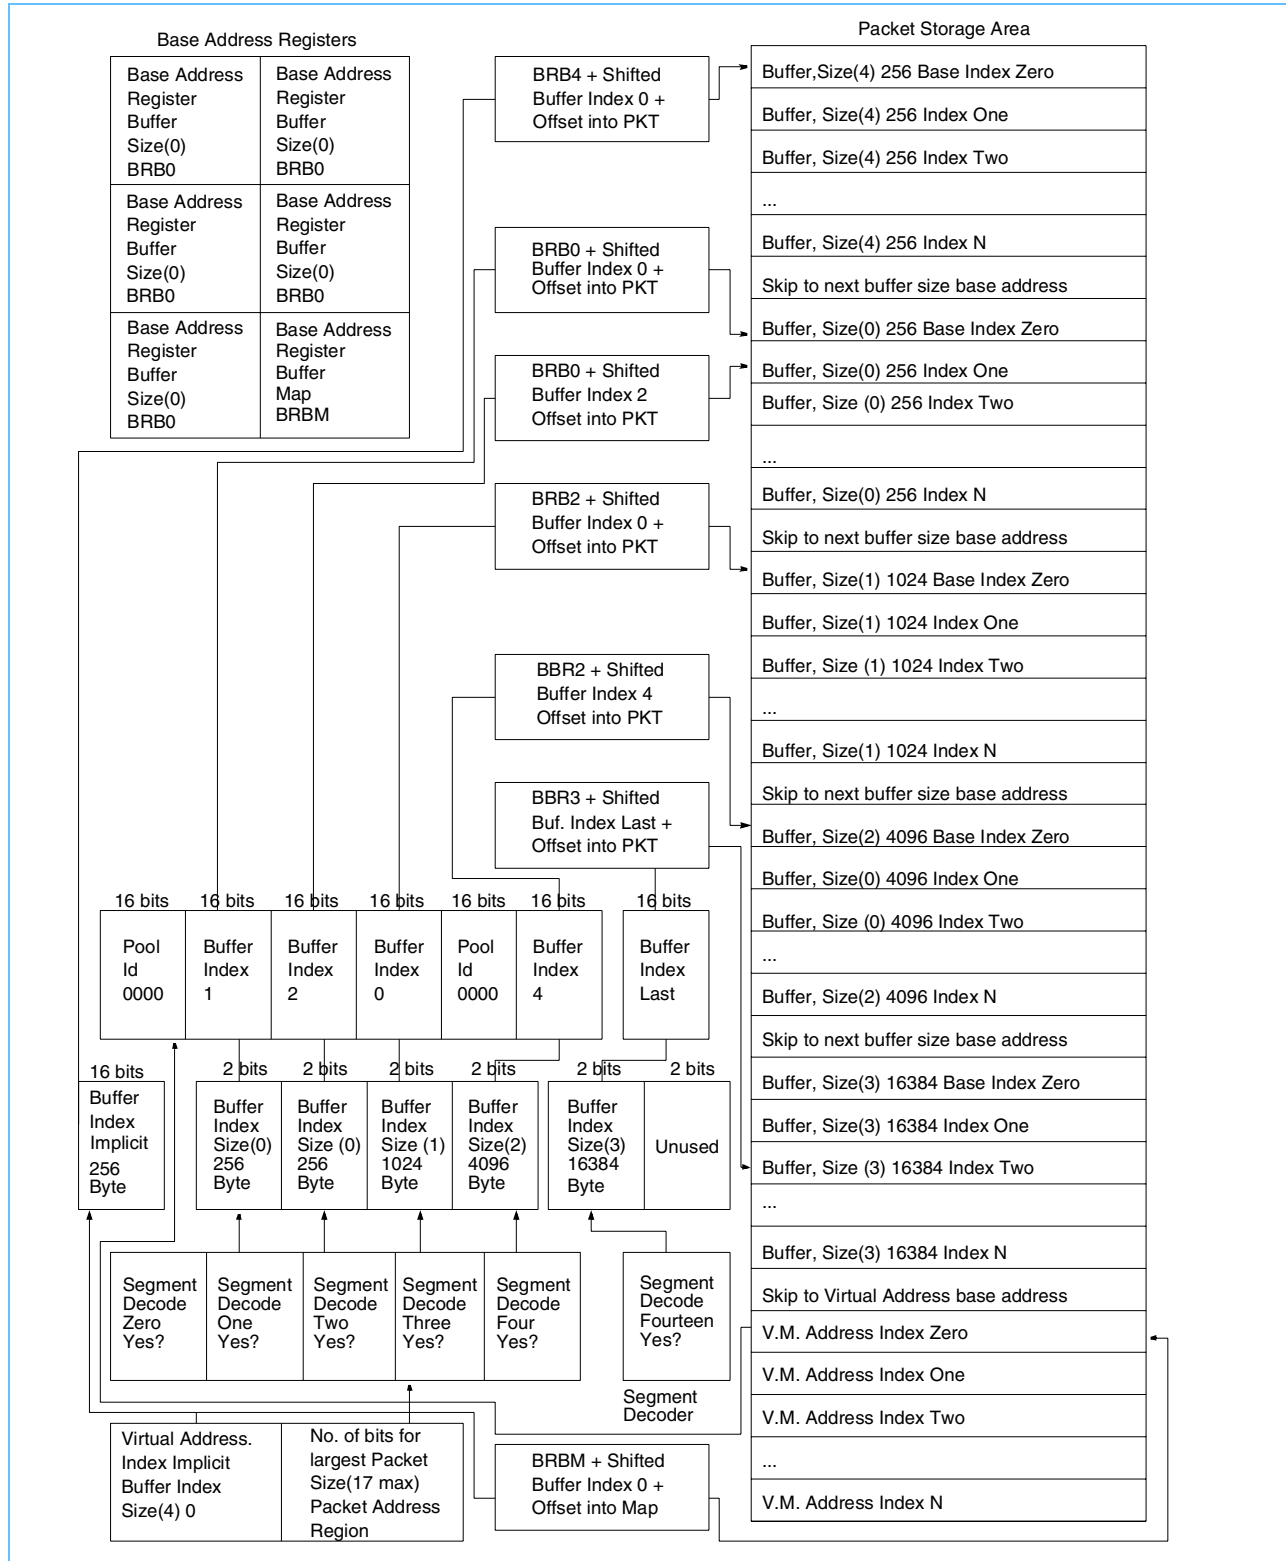 Base Address Registers
Base Address
Register
Buffer
Size(0)
BRB0
Base Address
Register
Buffer
Size(0)
BRB0
Base Address
Register
Buffer
Size(0)
BRB0
Base Address
Register
Buffer
Size(0)
BRB0
Base Address
Register
Buffer
Size(0)
BRB0
Base Address
Register
Buffer
Map
BRBM
BRB4 + Shifted
Buffer Index 0 +
Offset into PKT
BRB0 + Shifted
Buffer Index 0 +
Offset into PKT
BRB0 + Shifted
Buffer Index 2
Offset into PKT
BRB2 + Shifted
Buffer Index 0 +
Offset into PKT
BBR2 + Shifted
Buffer Index 4
Offset into PKT
BBR3 + Shifted
Buf. Index Last +
Offset into PKT
Packet Storage Area
Buffer,Size(4) 256 Base Index Zero
Buffer, Size(4) 256 Index One
Buffer, Size(4) 256 Index Two
...
Buffer, Size(4) 256 Index N
Skip to next buffer size base address
Buffer, Size(0) 256 Base Index Zero
Buffer, Size(0) 256 Index One
Buffer, Size (0) 256 Index Two
...
Buffer, Size(0) 256 Index N
Skip to next buffer size base address
Buffer, Size(1) 1024 Base Index Zero
Buffer, Size(1) 1024 Index One
Buffer, Size (1) 1024 Index Two
...
Buffer, Size(1) 1024 Index N
Skip to next buffer size base address
Buffer, Size(2) 4096 Base Index Zero
Buffer, Size(0) 4096 Index One
Buffer, Size (0) 4096 Index Two
...
Buffer, Size(2) 4096 Index N
Skip to next buffer size base address
Buffer, Size(3) 16384 Base Index Zero
Buffer, Size(3) 16384 Index One
Buffer, Size (3) 16384 Index Two
...
Buffer, Size(3) 16384 Index N
Skip to Virtual Address base address
V.M. Address Index Zero
V.M. Address Index One
V.M. Address Index Two
...
V.M. Address Index N
16 bits
16 bits
16 bits
16 bits
16 bits
16 bits
16 bits
Pool
Id
0000
Buffer
Index
1
Buffer
Index
2
Buffer
Index
0
Pool
Id
0000
Buffer
Index
4
Buffer
Index
Last
16 bits
2 bits
2 bits
2 bits
2 bits
2 bits
2 bits
Buffer
Index
Implicit
256
Byte
Buffer
Index
Size(0)
256
Byte
Buffer
Index
Size (0)
256
Byte
Buffer
Index
Size (1)
1024
Byte
Buffer
Index
Size(2)
4096
Byte
Buffer
Index
Size(3)
16384
Byte
Unused
Segment
Decode
Zero
Yes?
Segment
Decode
One
Yes?
Segment
Decode
Two
Yes?
Segment
Decode
Three
Yes?
Segment
Decode
Four
Yes?
Segment
Decode
Fourteen
Yes?
Segment
Decoder
Virtual Address.
Index Implicit
Buffer Index
Size(4) 0
No. of bits for
largest Packet
Size(17 max)
Packet Address
Region
BRBM + Shifted
Buffer Index 0 +
Offset into Map